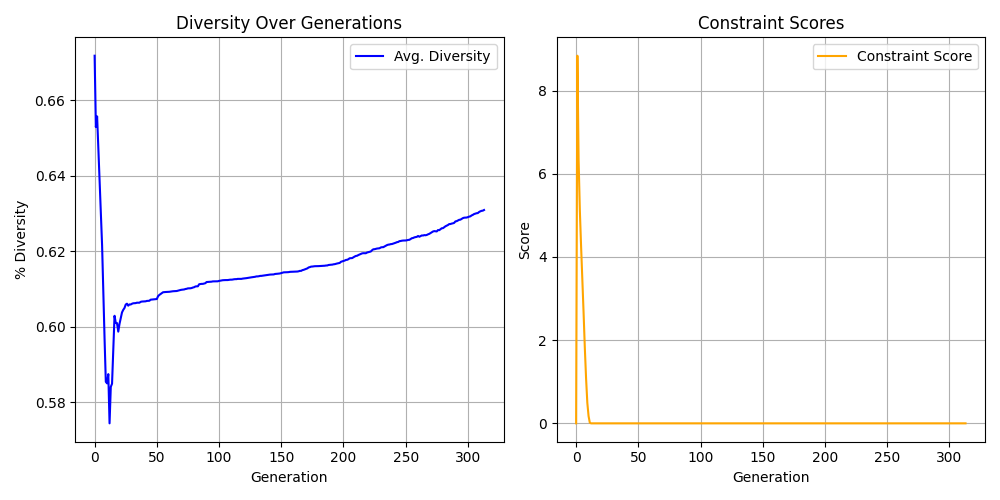 Diversity Over Generations
Avg. Diversity
% Diversity
0.66
0.64
0.62
0.60
0.58
0 50 100 150 200 250 300
Generation
Constraint Scores
Constraint Score
Score
8
6
4
2
0
0 50 100 150 200 250 300
Generation